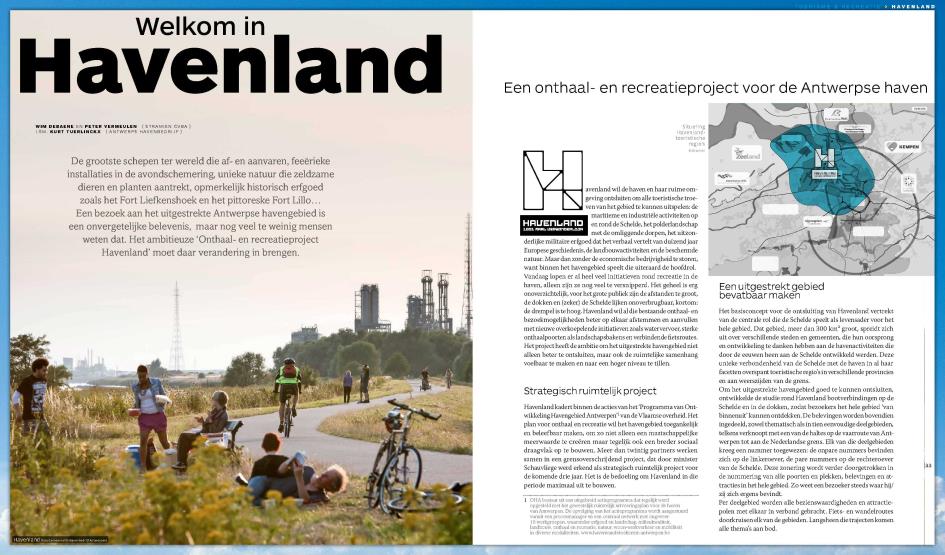 TOERISME & RECREATIE > HAVENLAND
Welkom in
Havenland
WIM DEBAENE EN PETER VERMEULEN (STRAMIEN CVBA)
I.S.M. KURT TUERLINCKX (ANTWERPS HAVENBEDRIJF)
De grootste schepen ter wereld die af- en aanvaren, feeërieke
installaties in de avondschemering, unieke natuur die zeldzame
dieren en planten aantrekt, opmerkelijk historisch erfgoed
zoals het Fort Liefkenshoek en het pittoreske Fort Lillo…
Een bezoek aan het uitgestrekte Antwerpse havengebied is
een onvergetelijke belevenis, maar nog veel te weinig mensen
weten dat. Het ambitieuze 'Onthaal- en recreatieproject
Havenland' moet daar verandering in brengen.
Een onthaal- en recreatieproject voor de Antwerpse haven
Situering
Havenland-
toeristische
regio's
H
HAVENLAND
avenland wil de haven en haar ruime om-
geving ontsluiten om alle toeristische troe-
ven van het gebied te kunnen uitspelen: de
maritieme en industriële activiteiten op
en rond de Schelde, het polderlandschap
met de omliggende dorpen, het uitzon-
derlijke militaire erfgoed dat het verhaal vertelt van duizend jaar
Europese geschiedenis, de landbouwactiviteiten en de beschermde
natuur. Maar dan zonder de economische bedrijvigheid te storen,
want binnen het havengebied speelt die uiteraard de hoofdrol.
Vandaag lopen er al heel veel initiatieven rond recreatie in de
haven, alleen zijn ze nog veel te versnipperd. Het geheel is erg
onoverzichtelijk, voor het grote publiek zijn de afstanden te groot,
de dokken en (zeker) de Schelde lijken onoverbrugbaar, kortom:
de drempel is te hoog. Havenland wil al die bestaande onthaal- en
bezoekmogelijkheden beter op elkaar afstemmen en aanvullen
met nieuwe overkoepelende initiatieven zoals watervervoer, sterke
onthaalpoorten als landschapsbakens en verbindende fietsroutes.
Het project heeft de ambitie om het uitgestrekte havengebied niet
alleen beter te ontsluiten, maar ook de ruimtelijke samenhang
voelbaar te maken en naar een hoger niveau te tillen.
Strategisch ruimtelijk project
Havenland kadert binnen de acties van het 'Programma van Ont-
wikkeling Havengebied Antwerpen'¹ van de Vlaamse overheid. Het
plan voor onthaal en recreatie wil het havengebied toegankelijk
en beleefbaar maken, om zo niet alleen een maatschappelijke
meerwaarde te creëren maar tegelijk ook een breder sociaal
draagvlak op te bouwen. Meer dan twintig partners werken
samen in een grensoverschrijdend project, dat door minister
Schauvliege werd erkend als strategisch ruimtelijk project voor
de komende drie jaar. Het is de bedoeling om Havenland in die
periode maximaal uit te bouwen.
Zeeland
KEMPEN
Een uitgestrekt gebied
bevatbaar maken
Het basisconcept voor de ontsluiting van Havenland vertrekt
van de centrale rol die de Schelde speelt als levensader voor het
hele gebied. Dat gebied, meer dan 300 km² groot, spreidt zich
uit over verschillende steden en gemeenten, die hun oorsprong
en ontwikkeling te danken hebben aan de havenactiviteiten die
door de eeuwen heen aan de Schelde ontwikkeld werden. Deze
unieke verbondenheid van de Schelde met de haven in al haar
facetten overspant toeristische regio's in verschillende provincies
en aan weerszijden van de grens.
Om het uitgestrekte havengebied goed te kunnen ontsluiten,
ontwikkelde de studie rond Havenland bootverbindingen op de
Schelde en in de dokken, zodat bezoekers het hele gebied 'van
binnenuit' kunnen ontdekken. De belevingen worden bovendien
ingedeeld, zowel thematisch als in tien eenvoudige deelgebieden,
telkens verknoopt met een van de haltes op de vaarroute van Ant-
werpen tot aan de Nederlandse grens. Elk van die deelgebieden
kreeg een nummer toegewezen: de onpare nummers bevinden
zich op de linkeroever, de pare nummers op de rechteroever
van de Schelde. Deze zonering wordt verder doorgetrokken in
de nummering van alle poorten en plekken, belevingen en at-
tracties in het hele gebied. Zo weet een bezoeker steeds waar hij/
zij zich ergens bevindt.
Per deelgebied worden alle bezienswaardigheden en attractie-
polen met elkaar in verband gebracht. Fiets- en wandelroutes
doorkruisen elk van de gebieden. Langsheen die trajecten komen
alle thema's aan bod.